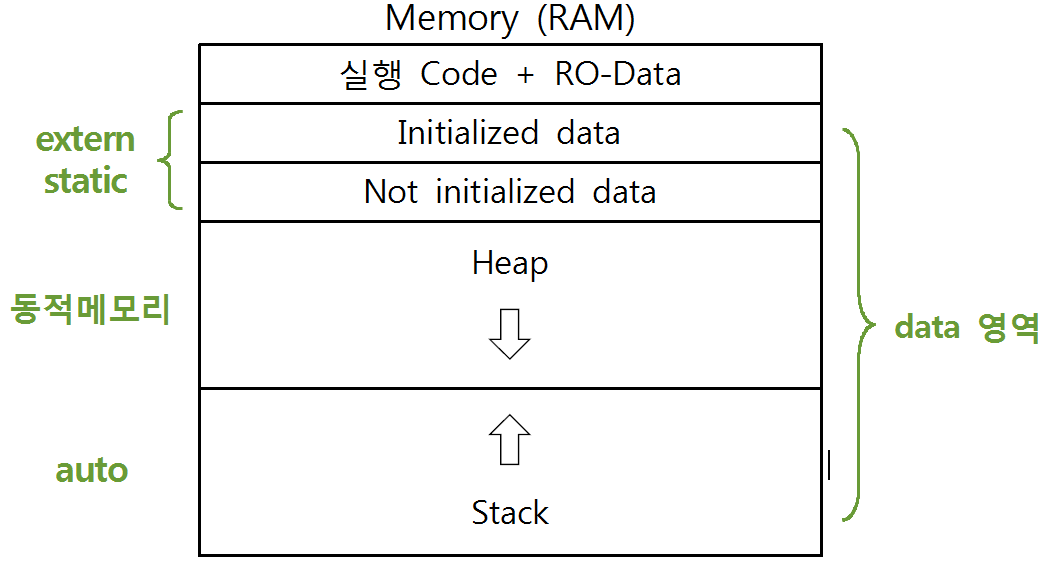 Memory (RAM)
실행 Code + RO-Data
extern
static
Initialized data
Not initialized data
동적메모리
Heap
data 영역
auto
Stack